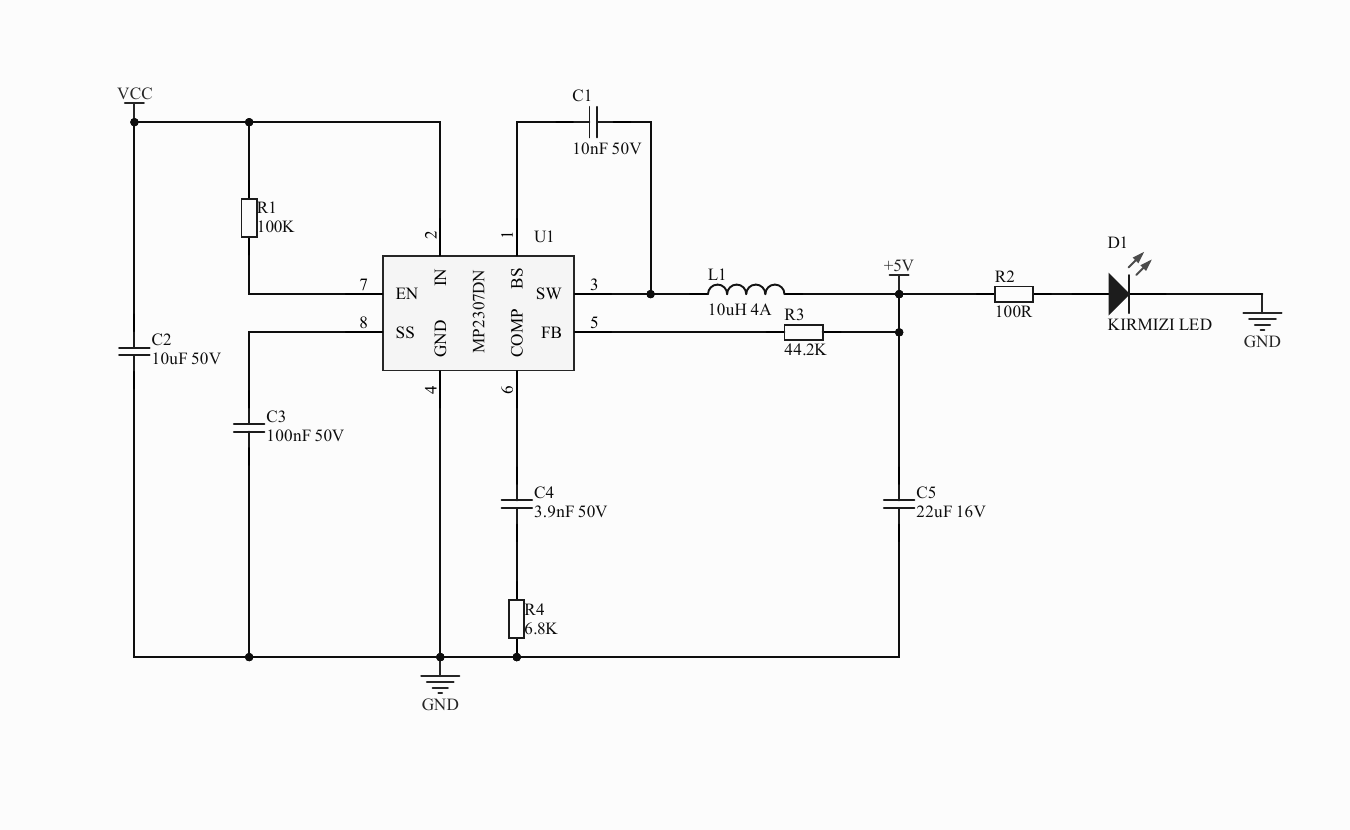 VCC
C1
10nF 50V
R1
100K
2
1
U1
7
EN
IN
MP2307DN
BS
SW
3
8
SS
GND
COMP
FB
5
4
6
L1
10uH 4A
R3
44.2K
+5V
R2
100R
D1
KIRMIZI LED
GND
C2
10uF 50V
C3
100nF 50V
C4
3.9nF 50V
C5
22uF 16V
R4
6.8K
GND